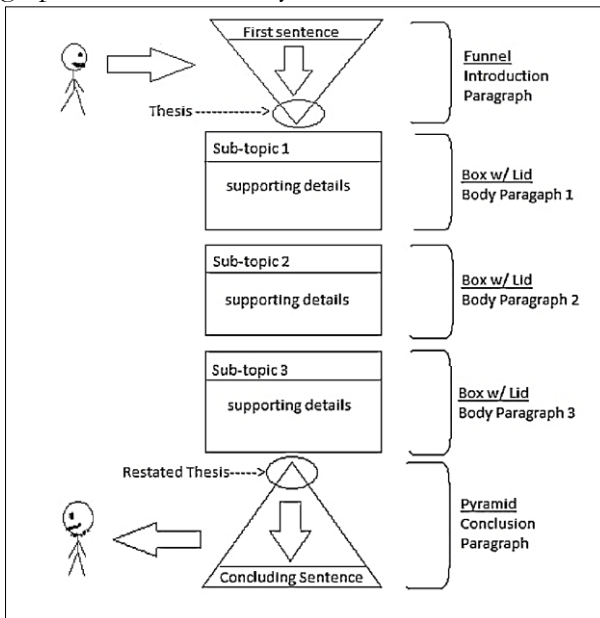 First sentence
Funnel
Introduction
Paragraph
Thesis ----------->
Sub-topic 1
supporting details
Box w/ Lid
Body Paragaph 1
Sub-topic 2
supporting details
Box w/ Lid
Body Paragraph 2
Sub-topic 3
supporting details
Box w/ Lid
Body Paragraph 3
Restated Thesis----->
Pyramid
Conclusion
Paragraph
Concluding Sentence